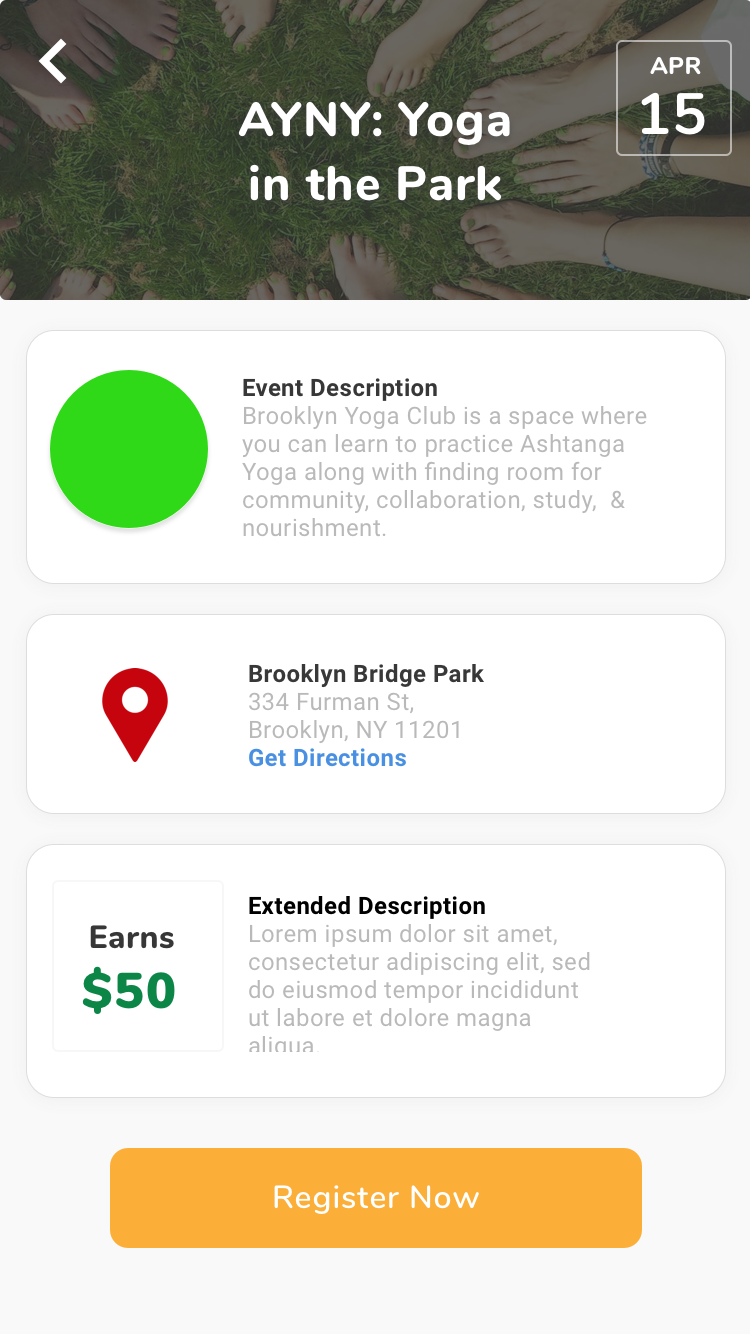 AYNY: Yoga
in the Park
APR
15
Event Description
Brooklyn Yoga Club is a space where
you can learn to practice Ashtanga
Yoga along with finding room for
community, collaboration, study,  &
nourishment.
Brooklyn Bridge Park
334 Furman St,
Brooklyn, NY 11201
Get Directions
Earns
$50
Extended Description
Lorem ipsum dolor sit amet,
consectetur adipiscing elit, sed
do eiusmod tempor incididunt
ut labore et dolore magna
aliqua
Register Now